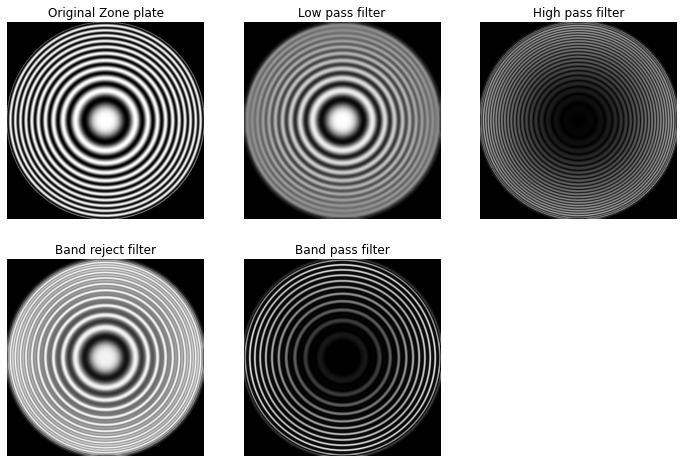 Original Zone plate
Low pass filter
High pass filter
Band reject filter
Band pass filter